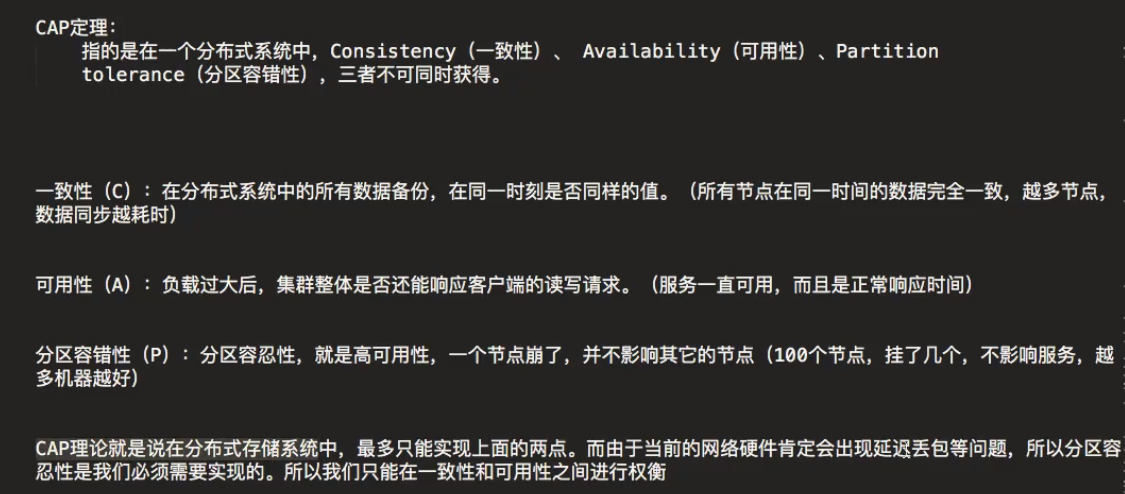 CAP定理：
指的是在一个分布式系统中，Consistency（一致性）、 Availability（可用性）、Partition
tolerance（分区容错性），三者不可同时获得。
一致性（C）：在分布式系统中的所有数据备份，在同一时刻是否同样的值。（所有节点在同一时间的数据完全一致，越多节点，
数据同步越耗时）
可用性（A）：负载过大后，集群整体是否还能响应客户端的读写请求。（服务一直可用，而且是正常响应时间）
分区容错性（P）：分区容忍性，就是高可用性，一个节点崩了，并不影响其它的节点（100个节点，挂了几个，不影响服务，越
多机器越好）
CAP理论就是说在分布式存储系统中，最多只能实现上面的两点。而由于当前的网络硬件肯定会出现延迟丢包等问题，所以分区容
忍性是我们必须需要实现的。所以我们只能在一致性和可用性之间进行权衡